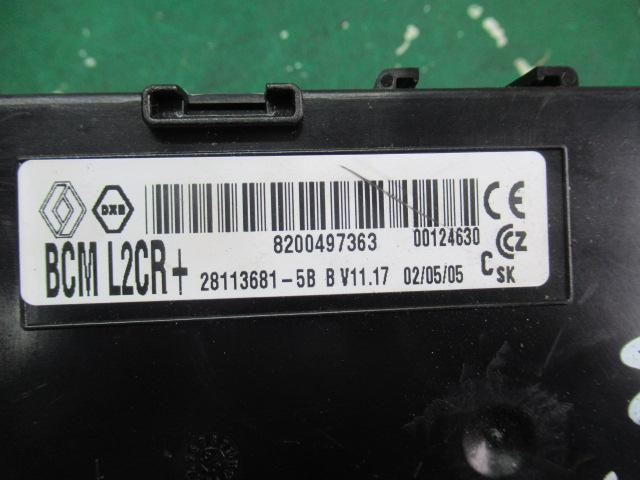 DXB
CE
8200497363 00124630
CZ
BCM L2CR+ 28113681-5B B V11.17 02/05/05 C SK